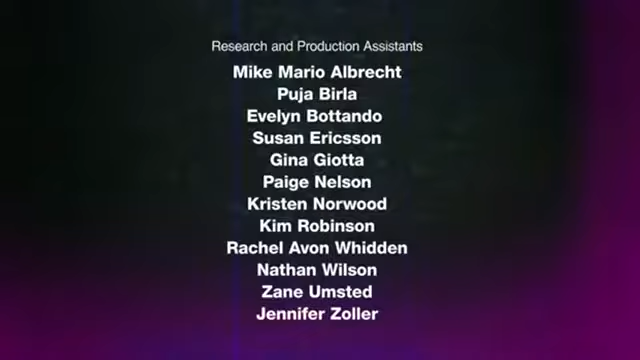 Research and Production Assistants
Mike Mario Albrecht
Puja Birla
Evelyn Bottando
Susan Ericsson
Gina Giotta
Paige Nelson
Kristen Norwood
Kim Robinson
Rachel Avon Whidden
Nathan Wilson
Zane Umsted
Jennifer Zoller